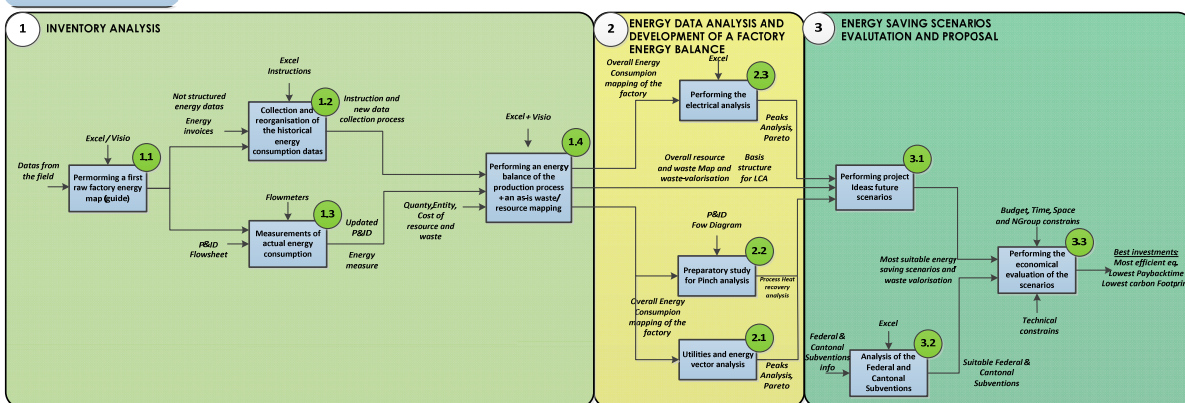 1
INVENTORY ANALYSIS
Excel
Instructions
Not structured
energy datas
Energy
invoices
1.2
Collection and
reorganisation of
the historical
energy
consumption datas
Instruction and
new data
collection process
Excel / Visio
1.1
Datas from
the field
Permorming a first
raw factory energy
map (guide)
Flowmeters
1.3
P&ID
Flowsheet
Measurements of
actual energy
consumption
Updated
P&ID
Energy
measure
Excel + Visio
1.4
Performing an energy
balance of the
production process
+an as-is waste/
resource mapping
Quanty,Entity,
Cost of
resource and
waste
2
ENERGY DATA ANALYSIS AND
DEVELOPMENT OF A FACTORY
ENERGY BALANCE
Overall Energy
Consumpion
mapping of the
factory
Excel
2.3
Performing the
electrical analysis
Peaks
Analysis,
Pareto
Overall resource
and waste Map and
waste-valorisation
Basis
structure
for LCA
P&ID
Fow Diagram
2.2
Preparatory study
for Pinch analysis
Process Heat
recovery
analysis
Overall Energy
Consumpion
mapping of the
factory
2.1
Utilities and energy
vector analysis
Peaks
Analysis,
Pareto
3
ENERGY SAVING SCENARIOS
EVALUTATION AND PROPOSAL
3.1
Performing project
Ideas: future
scenarios
Budget, Time, Space
and NGroup constrains
3.3
Performing the
economical
evaluation of the
scenarios
Most suitable energy
saving scenarios and
waste valorisation
Best investments:
Most efficient eq.
Lowest Paybacktime
Lowest carbon Footprin
Technical
constrains
Excel
3.2
Federal &
Cantonal
Subventions
info
Analysis of the
Federal and
Cantonal
Subventions
Suitable Federal &
Cantonal
Subventions